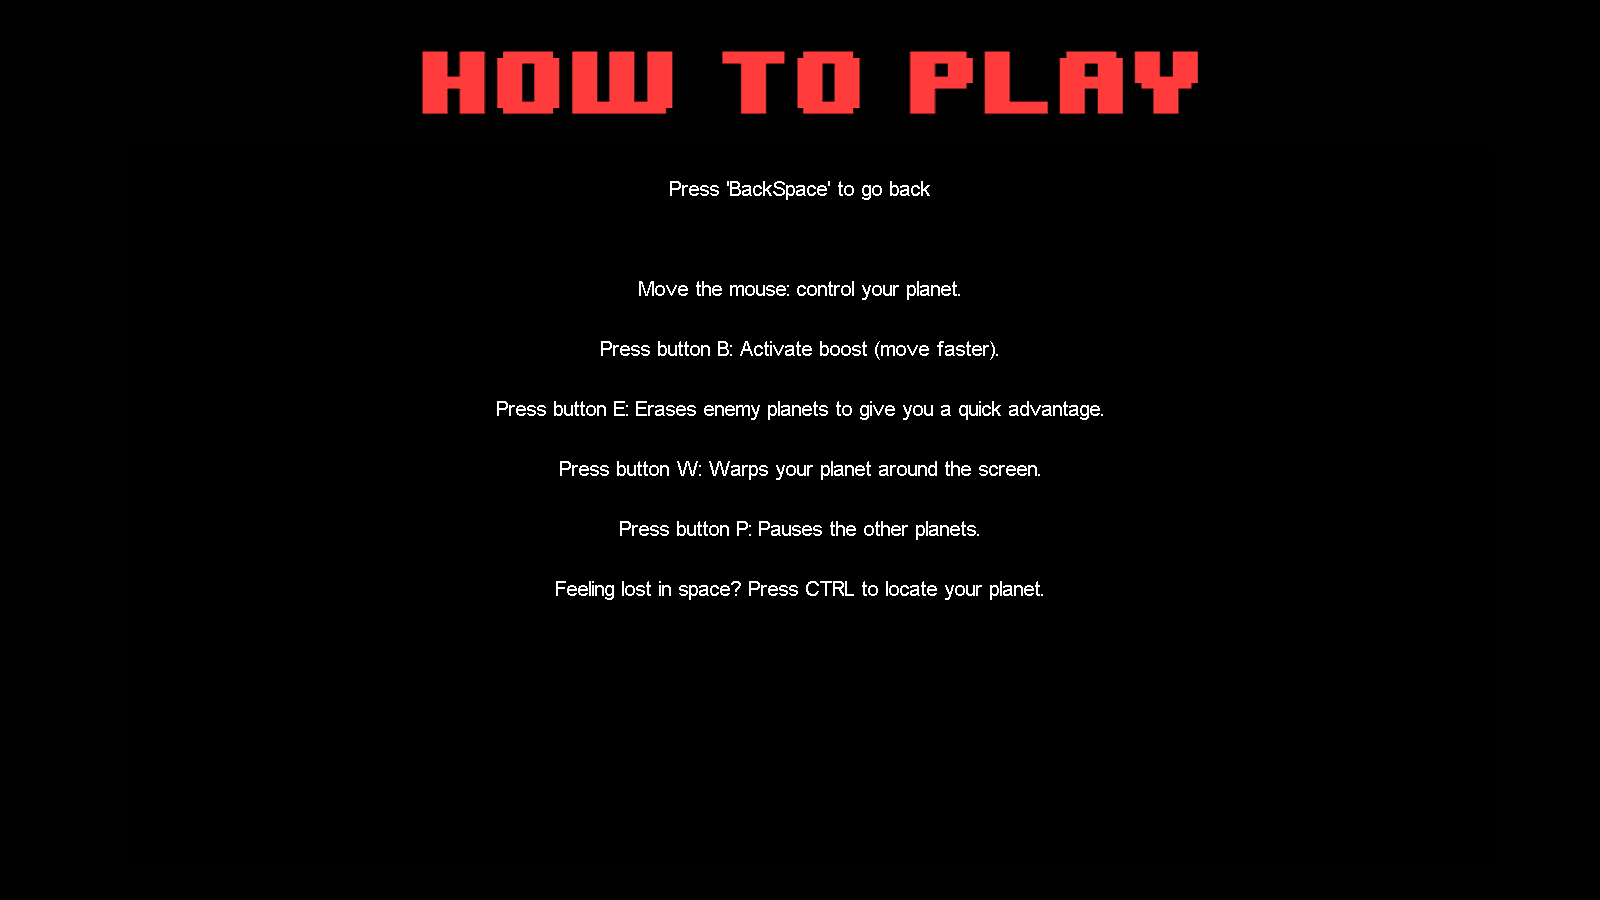 HOW TO PLAY
Press 'BackSpace' to go back
Move the mouse: control your planet.
Press button B: Activate boost (move faster).
Press button E: Erases enemy planets to give you a quick advantage.
Press button W: Warps your planet around the screen.
Press button P: Pauses the other planets.
Feeling lost in space? Press CTRL to locate your planet.